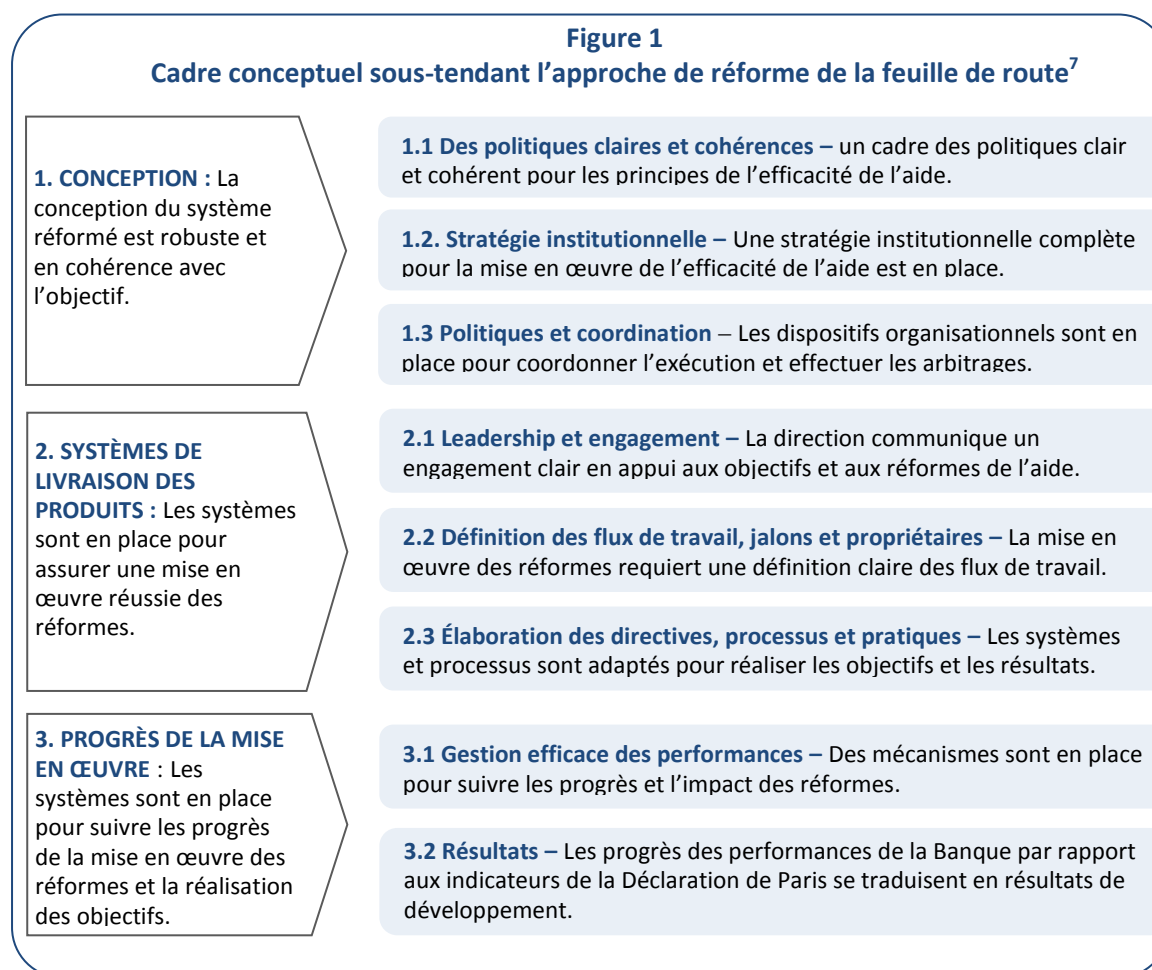 Figure 1
Cadre conceptuel sous-tendant l’approche de réforme de la feuille de route7
1. CONCEPTION : La
conception du système
réformé est robuste et
en cohérence avec
l’objectif.
1.1 Des politiques claires et cohérences – un cadre des politiques clair
et cohérent pour les principes de l’efficacité de l’aide.
1.2. Stratégie institutionnelle – Une stratégie institutionnelle complète
pour la mise en œuvre de l’efficacité de l’aide est en place.
1.3 Politiques et coordination – Les dispositifs organisationnels sont en
place pour coordonner l’exécution et effectuer les arbitrages.
2. SYSTÈMES DE
LIVRAISON DES
PRODUITS : Les systèmes
sont en place pour
assurer une mise en
œuvre réussie des
réformes.
2.1 Leadership et engagement – La direction communique un
engagement clair en appui aux objectifs et aux réformes de l’aide.
2.2 Définition des flux de travail, jalons et propriétaires – La mise en
œuvre des réformes requiert une définition claire des flux de travail.
2.3 Élaboration des directives, processus et pratiques – Les systèmes
et processus sont adaptés pour réaliser les objectifs et les résultats.
3. PROGRÈS DE LA MISE
EN ŒUVRE : Les
systèmes sont en place
pour suivre les progrès
de la mise en œuvre des
réformes et la réalisation
des objectifs.
3.1 Gestion efficace des performances – Des mécanismes sont en place
pour suivre les progrès et l’impact des réformes.
3.2 Résultats – Les progrès des performances de la Banque par rapport
aux indicateurs de la Déclaration de Paris se traduisent en résultats de
développement.